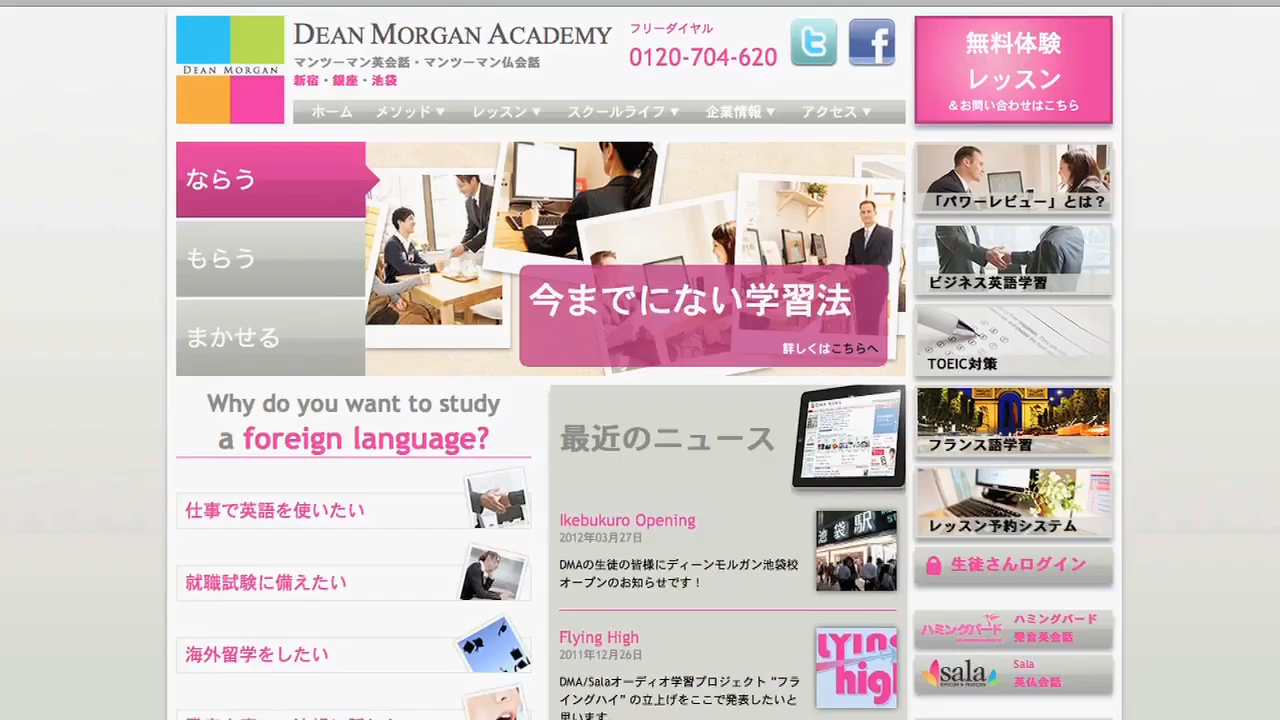 DEAN MORGAN
DEAN MORGAN ACADEMY
マンツーマン英会話・マンツーマン仏会話
新宿・銀座・池袋
フリーダイヤル
0120-704-620
無料体験
レッスン
＆お問い合わせはこちら
ホーム メソッド▼ レッスン▼ スクールライフ▼ 企業情報▼ アクセス▼
ならう
もらう
まかせる
今までにない学習法
詳しくはこちらへ
「パワーレビュー」とは？
ビジネス英語学習
TOEIC対策
フランス語学習
レッスン予約システム
生徒さんログイン
ハミングバード
ハミングバード
発音英会話
sala
Sala
英仏会話
Why do you want to study
a foreign language?
仕事で英語を使いたい
就職試験に備えたい
海外留学をしたい
最近のニュース
Ikebukuro Opening
2012年03月27日
DMAの生徒の皆様にディーンモルガン池袋校
オープンのお知らせです！
池袋駅
Flying High
2011年12月26日
DMA/Salaオーディオ学習プロジェクト “フラ
イングハイ” の立上げをここで発表したいと
思います。
LYING
high